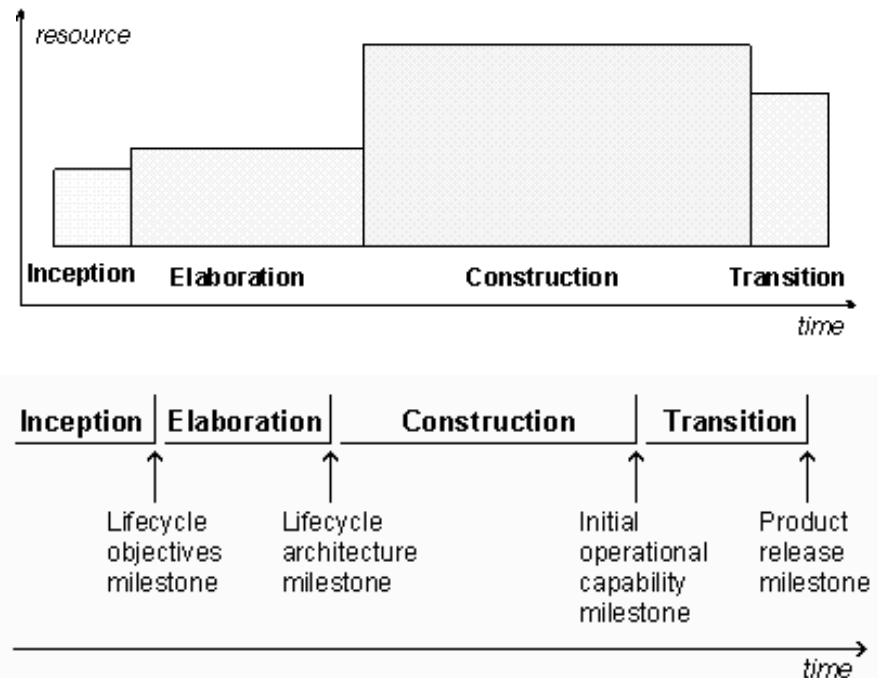 resource
Inception Elaboration Construction Transition
time
Inception Elaboration Construction Transition
Lifecycle objectives milestone
Lifecycle architecture milestone
Initial operational capability milestone
Product release milestone
time